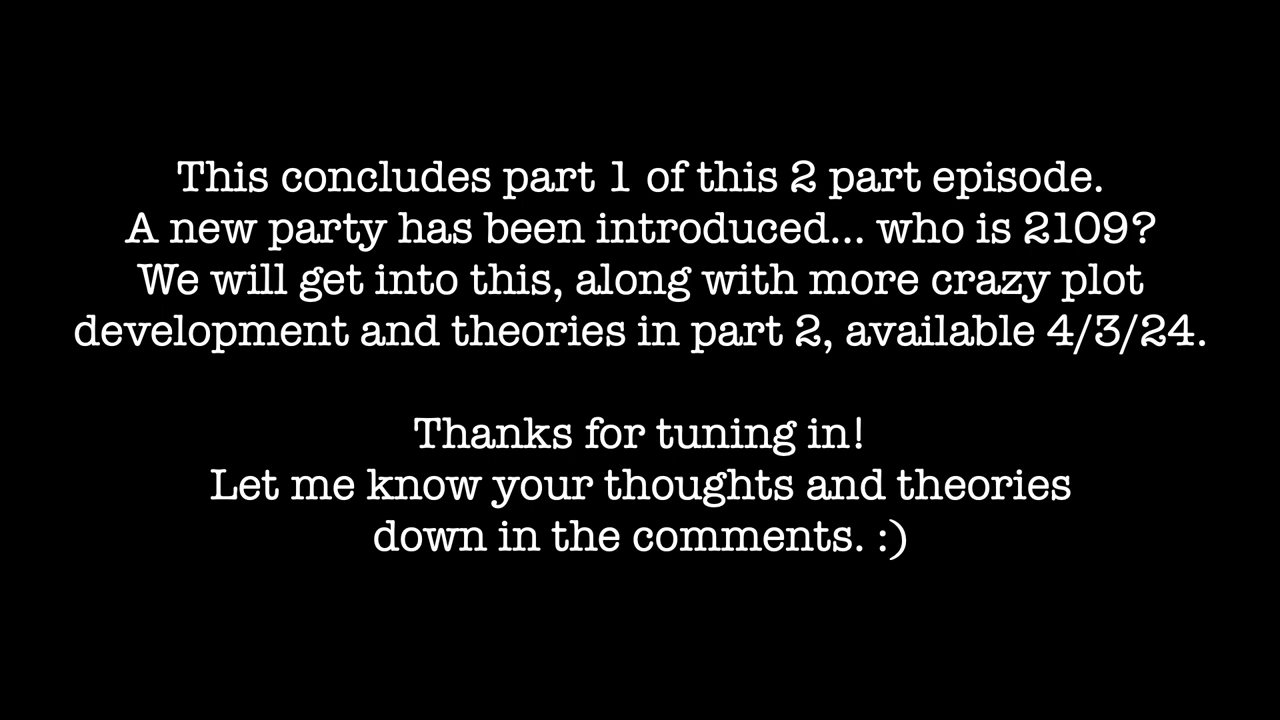 This concludes part 1 of this 2 part episode.
A new party has been introduced... who is 2109?
We will get into this, along with more crazy plot
development and theories in part 2, available 4/3/24.
Thanks for tuning in!
Let me know your thoughts and theories
down in the comments. :)